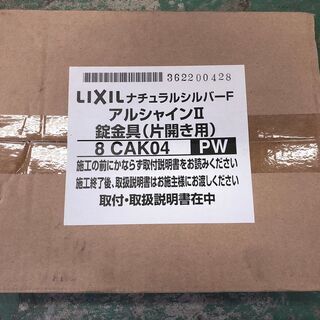 362200428
LIXIL ナチュラルシルバーF
アルシャインII
錠金具(片開き用)
8 CAK04 PW
施工の前にかならず取付説明書をお読みください
施工終了後、取扱説明書はお施主様にお渡しください
取付・取扱説明書在中